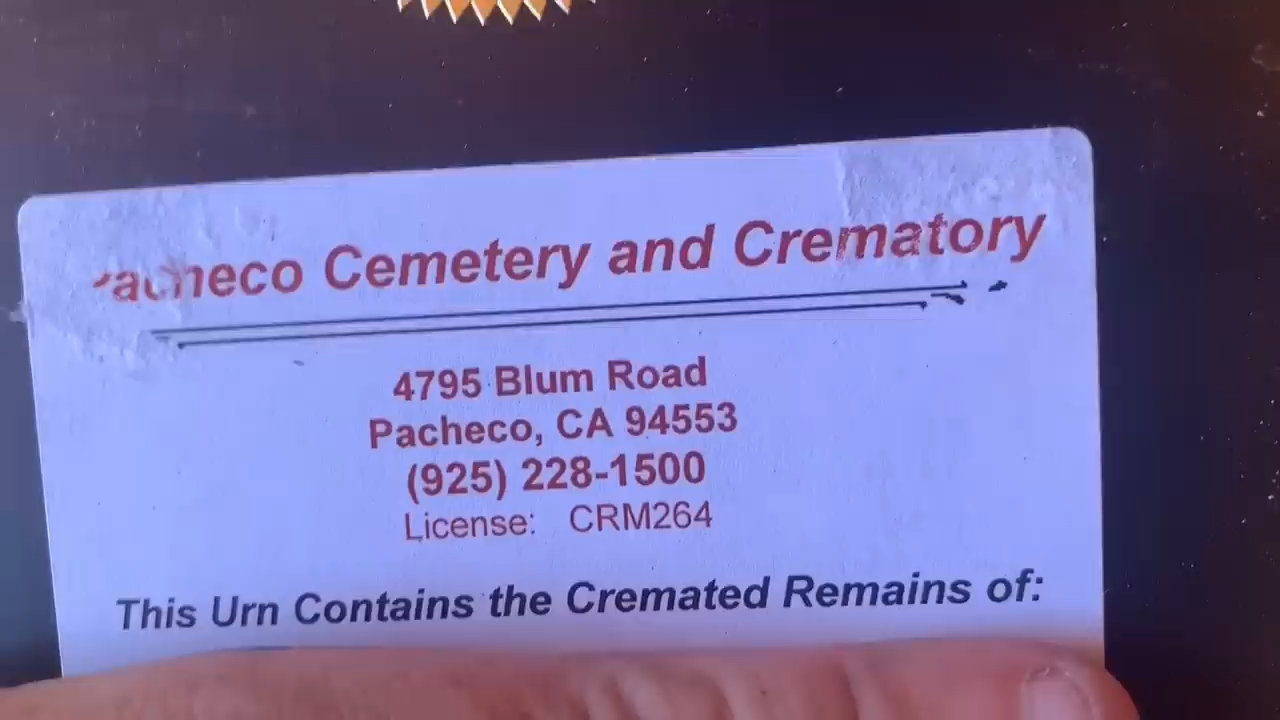 Pacheco Cemetery and Crematory
4795 Blum Road
Pacheco, CA 94553
(925) 228-1500
License: CRM264
This Urn Contains the Cremated Remains of: